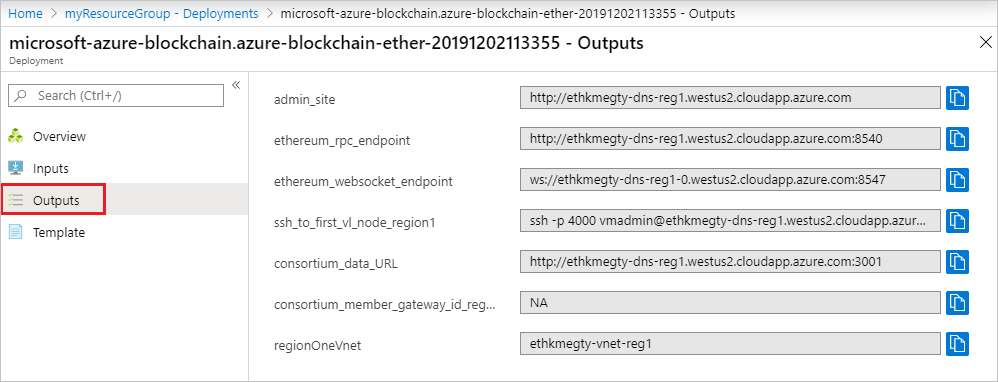 Home > myResourceGroup - Deployments > microsoft-azure-blockchain.azure-blockchain-ether-20191202113355 - Outputs
microsoft-azure-blockchain.azure-blockchain-ether-20191202113355 - Outputs
Deployment
Search (Ctrl+/)
Overview
Inputs
Outputs
Template
admin_site http://ethkmegty-dns-reg1.westus2.cloudapp.azure.com
ethereum_rpc_endpoint http://ethkmegty-dns-reg1.westus2.cloudapp.azure.com:8540
ethereum_websocket_endpoint ws://ethkmegty-dns-reg1-0.westus2.cloudapp.azure.com:8547
ssh_to_first_vl_node_region1 ssh -p 4000 vmadmin@ethkmegty-dns-reg1.westus2.cloudapp.azur...
consortium_data_URL http://ethkmegty-dns-reg1.westus2.cloudapp.azure.com:3001
consortium_member_gateway_id_reg... NA
regionOneVnet ethkmegty-vnet-reg1